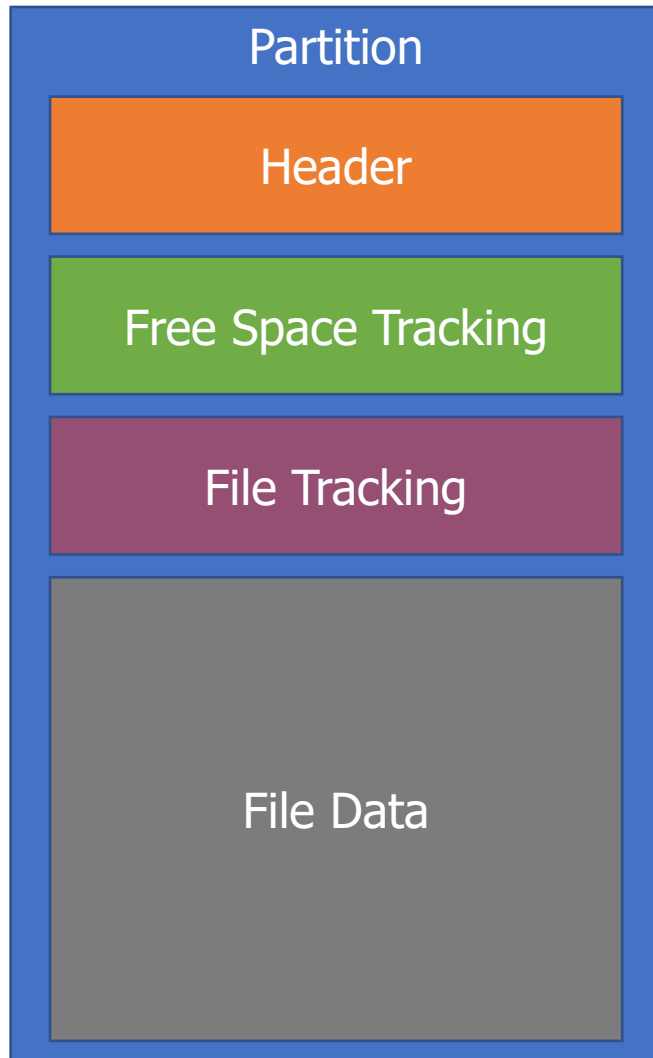 Partition
Header
Free Space Tracking
File Tracking
File Data